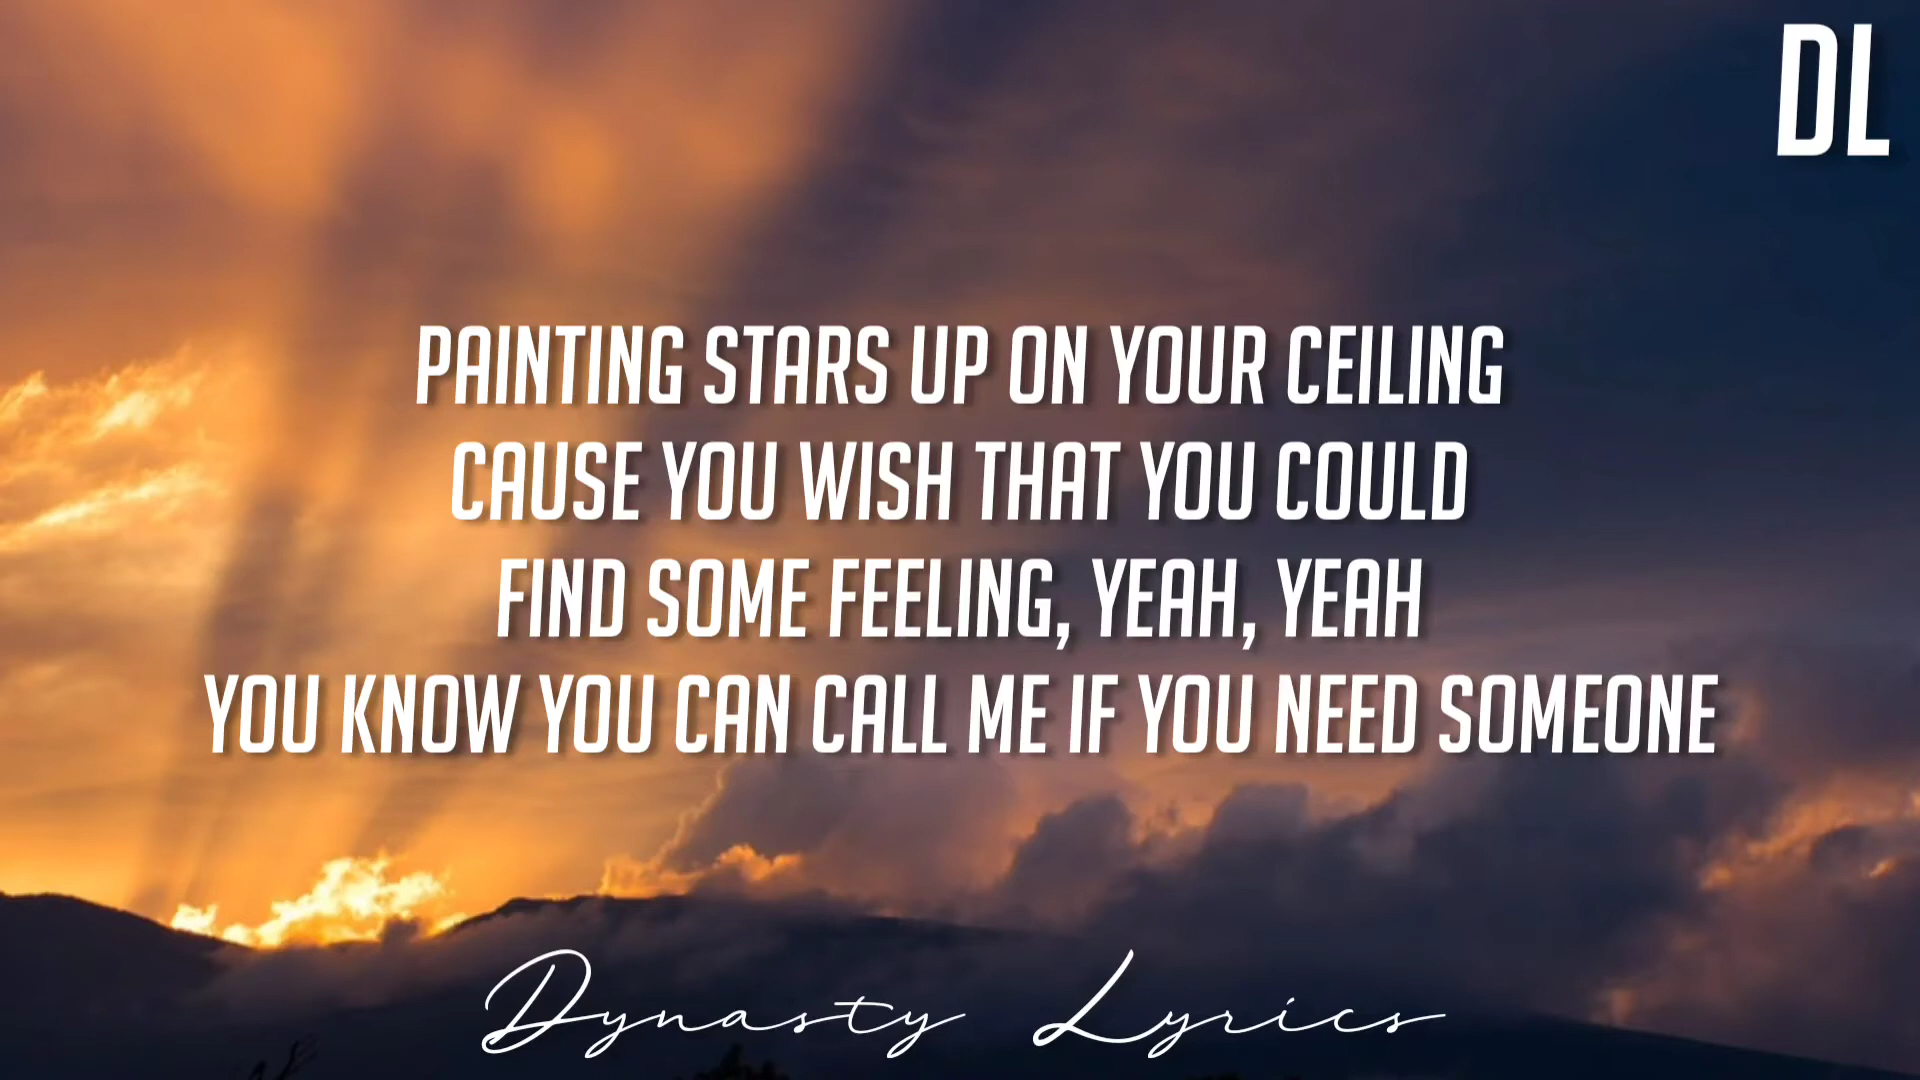 DL
PAINTING STARS UP ON YOUR CEILING
CAUSE YOU WISH THAT YOU COULD
FIND SOME FEELING, YEAH, YEAH
YOU KNOW YOU CAN CALL ME IF YOU NEED SOMEONE
Dynasty Lyrics